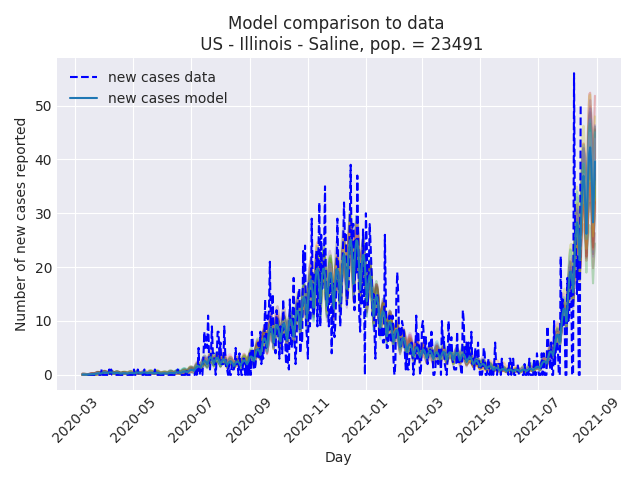 Model comparison to data
US - Illinois - Saline, pop. = 23491
new cases data
new cases model
Number of new cases reported
50
40
30
20
10
0
2020-03
2020-05
2020-07
2020-09
2020-11
2021-01
2021-03
2021-05
2021-07
2021-09
Day